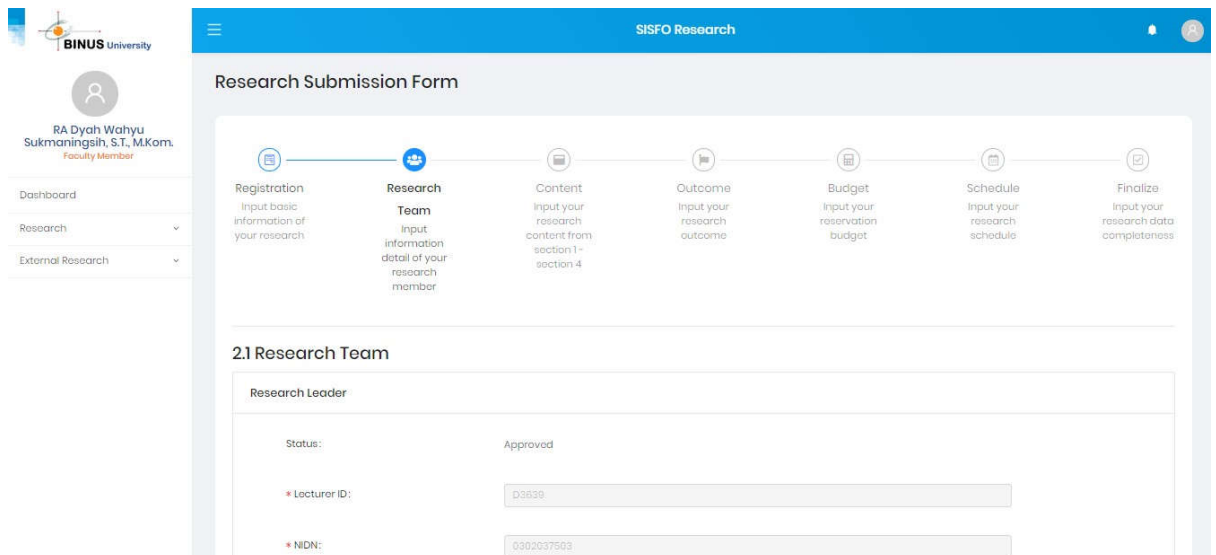 BINUS University
SISFO Research
RA Dyah Wahyu
Sukmaningsih, S.T., M.Kom.
Faculty Member
Dashboard
Research
External Research
Research Submission Form
Registration
Input basic
information of
your research
Research
Team
Input
information
detail of your
research
member
Content
Input your
research
content from
section 1 -
section 4
Outcome
Input your
research
outcome
Budget
Input your
reservation
budget
Schedule
Input your
research
schedule
Finalize
Input your
research data
completeness
2.1 Research Team
Research Leader
Status :
Approved
* Lecturer ID :
D3639
* NIDN :
0302037503